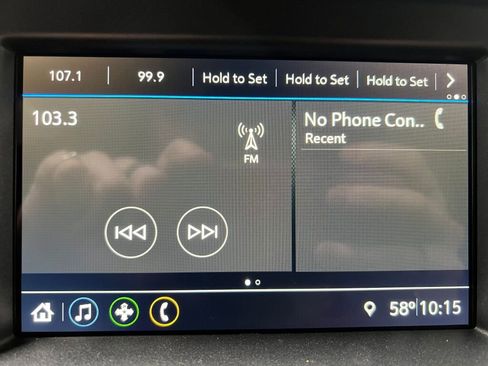 107.1 99.9 Hold to Set Hold to Set Hold to Set
103.3 No Phone Con..
FM Recent
58° 10:15